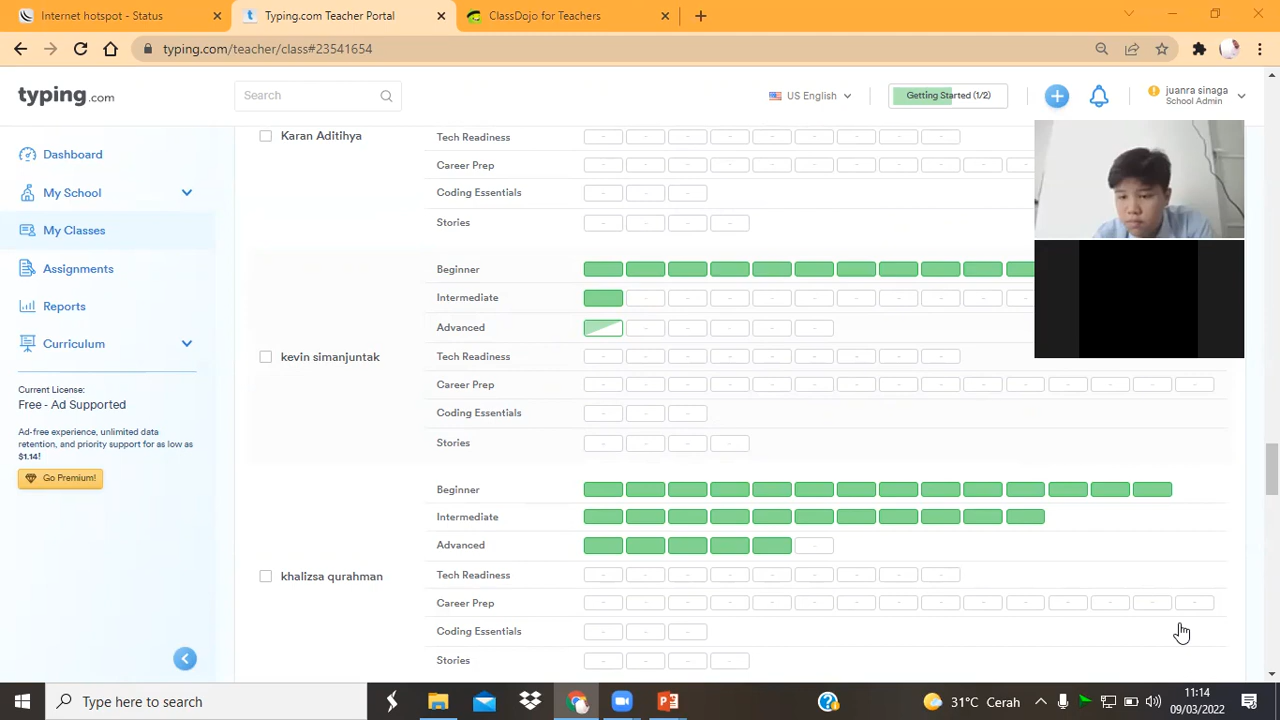 Internet hotspot - Status
Typing.com Teacher Portal
ClassDojo for Teachers
typing.com/teacher/class#23541654
typing.com
Search
US English
Getting Started (1/2)
juanra sinaga
School Admin
Dashboard
My School
My Classes
Assignments
Reports
Curriculum
Current License:
Free - Ad Supported
Ad-free experience, unlimited data
retention, and priority support for as low as
$1.14!
Go Premium!
Karan Aditihya
Tech Readiness
Career Prep
Coding Essentials
Stories
kevin simanjuntak
Beginner
Intermediate
Advanced
Tech Readiness
Career Prep
Coding Essentials
Stories
khalizsa qurahman
Beginner
Intermediate
Advanced
Tech Readiness
Career Prep
Coding Essentials
Stories
Type here to search
31°C Cerah
11:14
09/03/2022